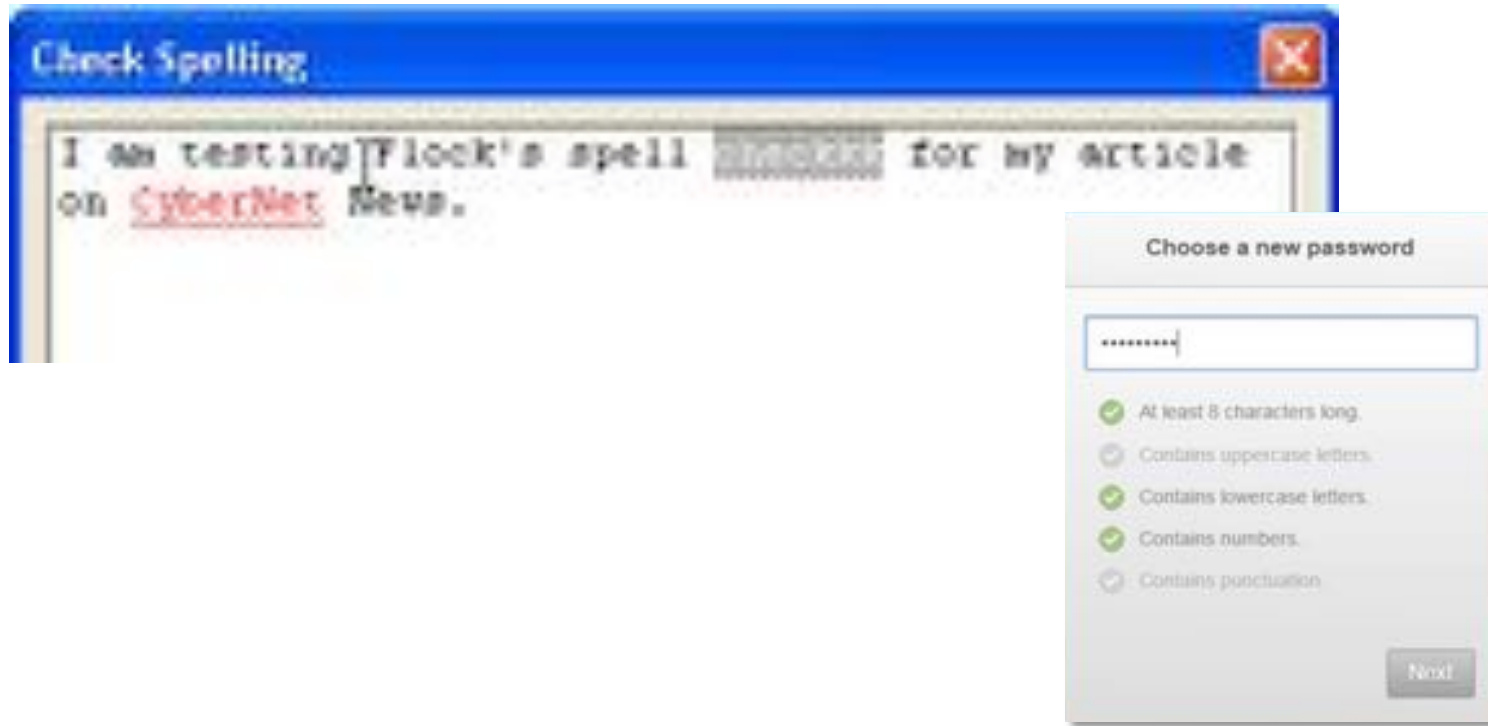 Check Spelling
I am testing Flock's spell for my article
on CyberNet News.
Choose a new password
•••••••••
At least 8 characters long.
Contains uppercase letters.
Contains lowercase letters.
Contains numbers.
Contains punctuation.
Next